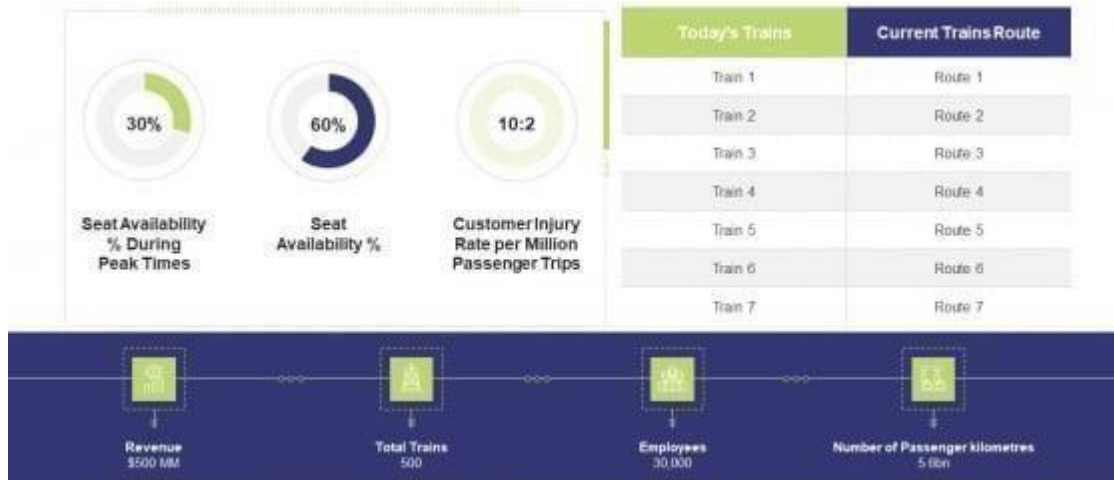 30%
60%
10:2
Seat Availability
% During
Peak Times
Seat
Availability %
Customer Injury
Rate per Million
Passenger Trips
Today's Trains Current Trains Route
Train 1 Route 1
Train 2 Route 2
Train 3 Route 3
Train 4 Route 4
Train 5 Route 5
Train 6 Route 6
Train 7 Route 7
Revenue
$500 MM
Total Trains
500
Employees
30,000
Number of Passenger kilometres
5.6bn